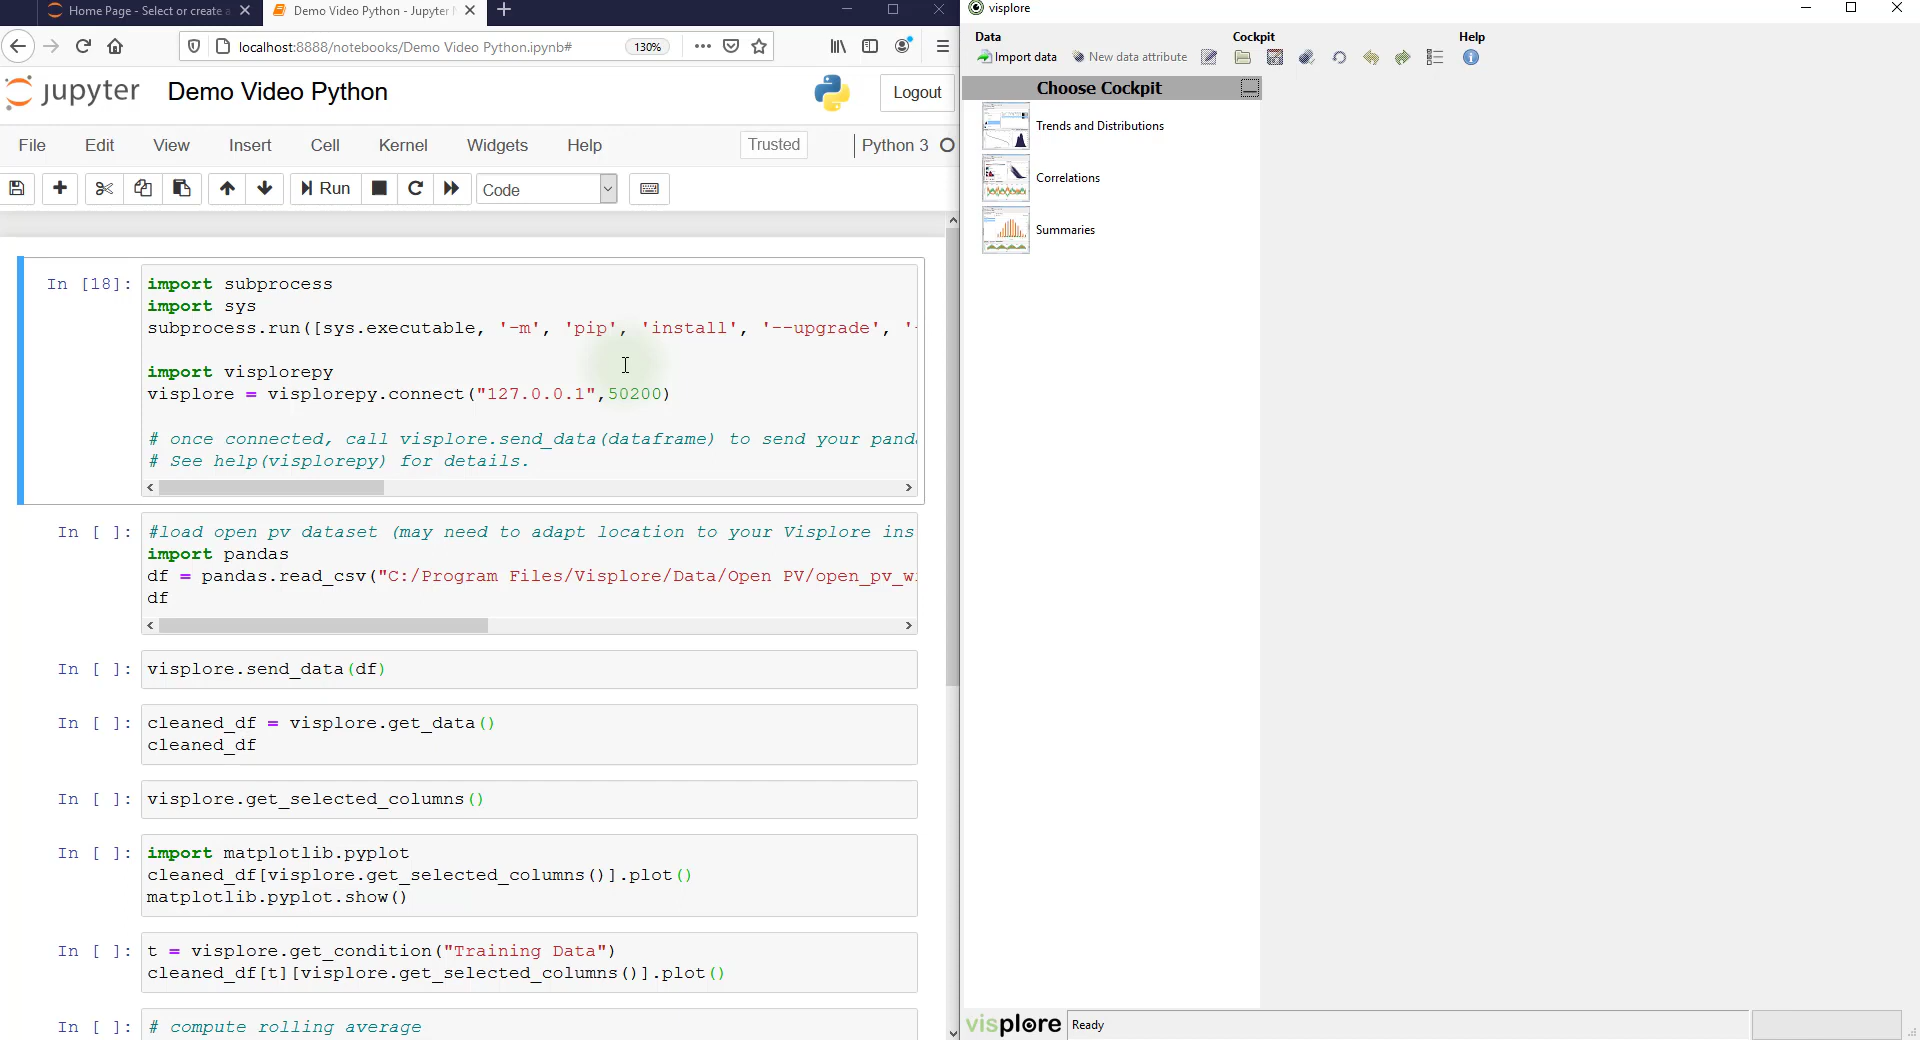 Home Page - Select or create a
Demo Video Python - Jupyter N
localhost:8888/notebooks/Demo Video Python.ipynb#
130%
jupyter
Demo Video Python
Logout
File
Edit
View
Insert
Cell
Kernel
Widgets
Help
Trusted
Python 3
Run
Code
In [18]:
import subprocess
import sys
subprocess.run([sys.executable, '-m', 'pip', 'install', '--upgrade', '-
import visplorepy
visplore = visplorepy.connect("127.0.0.1",50200)
# once connected, call visplore.send_data(dataframe) to send your panda
# See help(visplorepy) for details.
In [ ]:
#load open pv dataset (may need to adapt location to your Visplore ins
import pandas
df = pandas.read_csv("C:/Program Files/Visplore/Data/Open PV/open_pv_wi
df
In [ ]:
visplore.send_data(df)
In [ ]:
cleaned_df = visplore.get_data()
cleaned_df
In [ ]:
visplore.get_selected_columns()
In [ ]:
import matplotlib.pyplot
cleaned_df[visplore.get_selected_columns()].plot()
matplotlib.pyplot.show()
In [ ]:
t = visplore.get_condition("Training Data")
cleaned_df[t][visplore.get_selected_columns()].plot()
In [ ]:
# compute rolling average
visplore
Data
Cockpit
Help
Import data
New data attribute
Choose Cockpit
Trends and Distributions
Correlations
Summaries
visplore
Ready